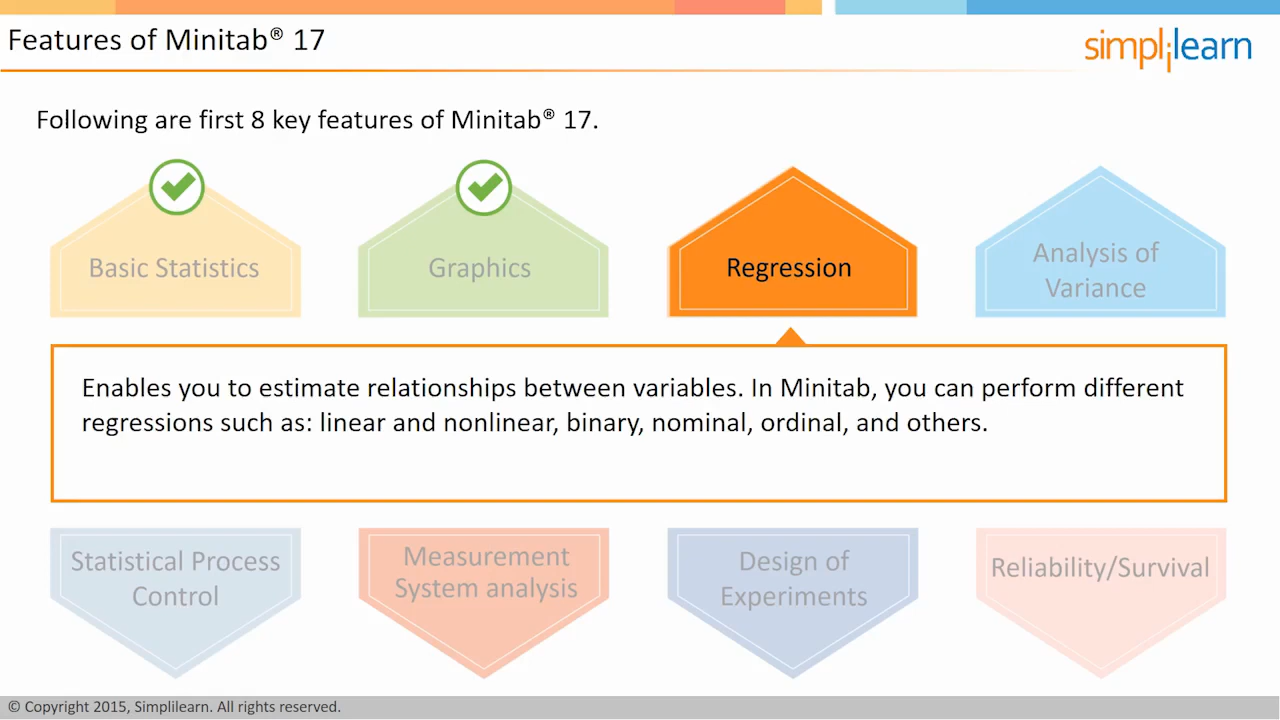 Features of Minitab® 17
simplilearn
Following are first 8 key features of Minitab® 17.
Basic Statistics
Graphics
Regression
Analysis of
Variance
Enables you to estimate relationships between variables. In Minitab, you can perform different
regressions such as: linear and nonlinear, binary, nominal, ordinal, and others.
Statistical Process
Control
Measurement
System analysis
Design of
Experiments
Reliability/Survival
© Copyright 2015, Simplilearn. All rights reserved.